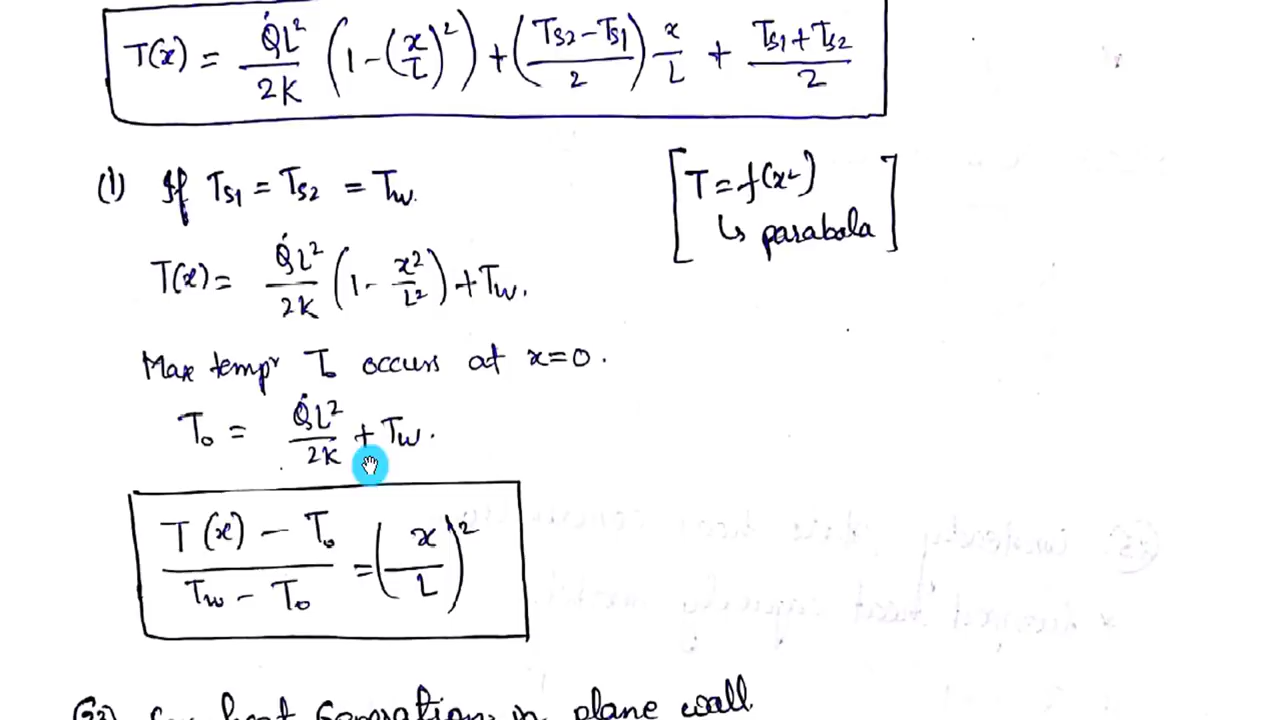 T(x) = Q̇L²/2K (1 - (x/L)²) + ((Ts2 - Ts1)/2) x/L + (Ts1 + Ts2)/2
(1) If Ts1 = Ts2 = Tw.
[T = f(x²)
↳ parabola]
T(x) = Q̇L²/2K (1 - x²/L²) + Tw.
Max tempr T₀ occurs at x=0.
T₀ = Q̇L²/2K + Tw.
(T(x) - T₀)/(Tw - T₀) = (x/L)²
in plane wall